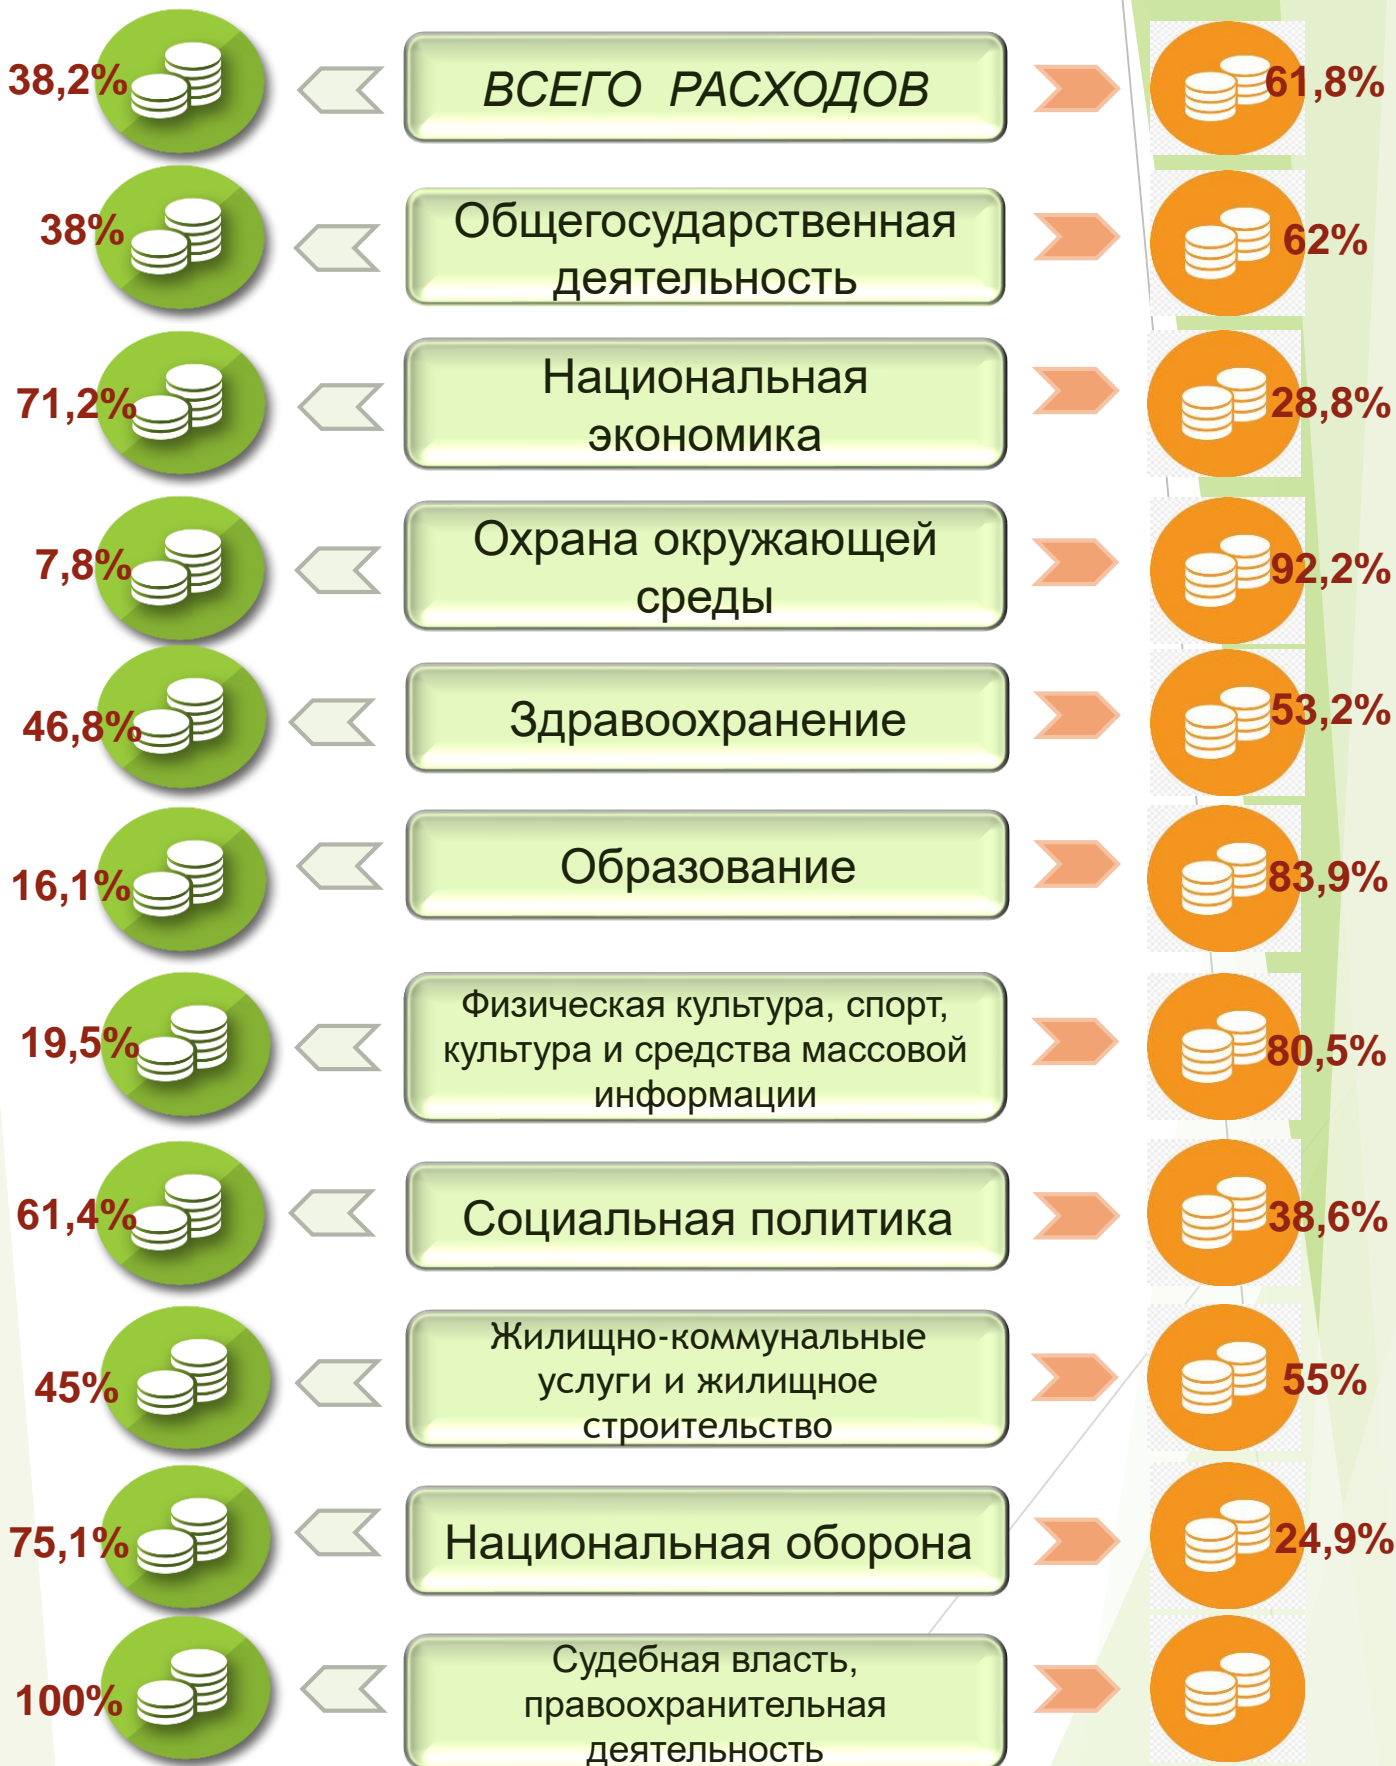 38,2%
ВСЕГО РАСХОДОВ
61,8%
38%
Общегосударственная
деятельность
62%
71,2%
Национальная
экономика
28,8%
7,8%
Охрана окружающей
среды
92,2%
46,8%
Здравоохранение
53,2%
16,1%
Образование
83,9%
19,5%
Физическая культура, спорт,
культура и средства массовой
информации
80,5%
61,4%
Социальная политика
38,6%
45%
Жилищно-коммунальные
услуги и жилищное
строительство
55%
75,1%
Национальная оборона
24,9%
100%
Судебная власть,
правоохранительная
деятельность